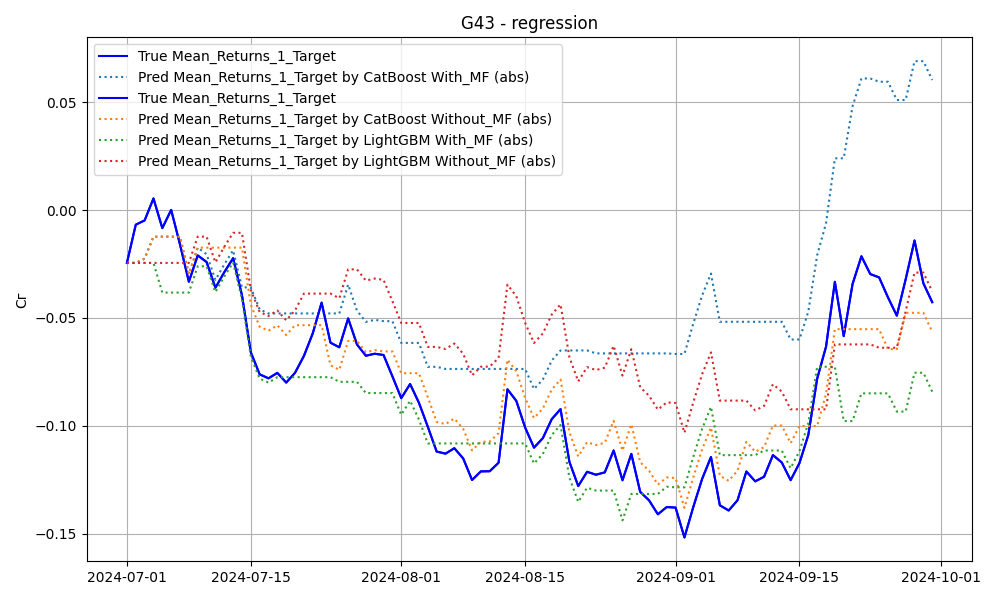 G43 - regression
True Mean_Returns_1_Target
Pred Mean_Returns_1_Target by CatBoost With_MF (abs)
True Mean_Returns_1_Target
Pred Mean_Returns_1_Target by CatBoost Without_MF (abs)
Pred Mean_Returns_1_Target by LightGBM With_MF (abs)
Pred Mean_Returns_1_Target by LightGBM Without_MF (abs)
0.05
0.00
−0.05
−0.10
−0.15
Cr
2024-07-01
2024-07-15
2024-08-01
2024-08-15
2024-09-01
2024-09-15
2024-10-01